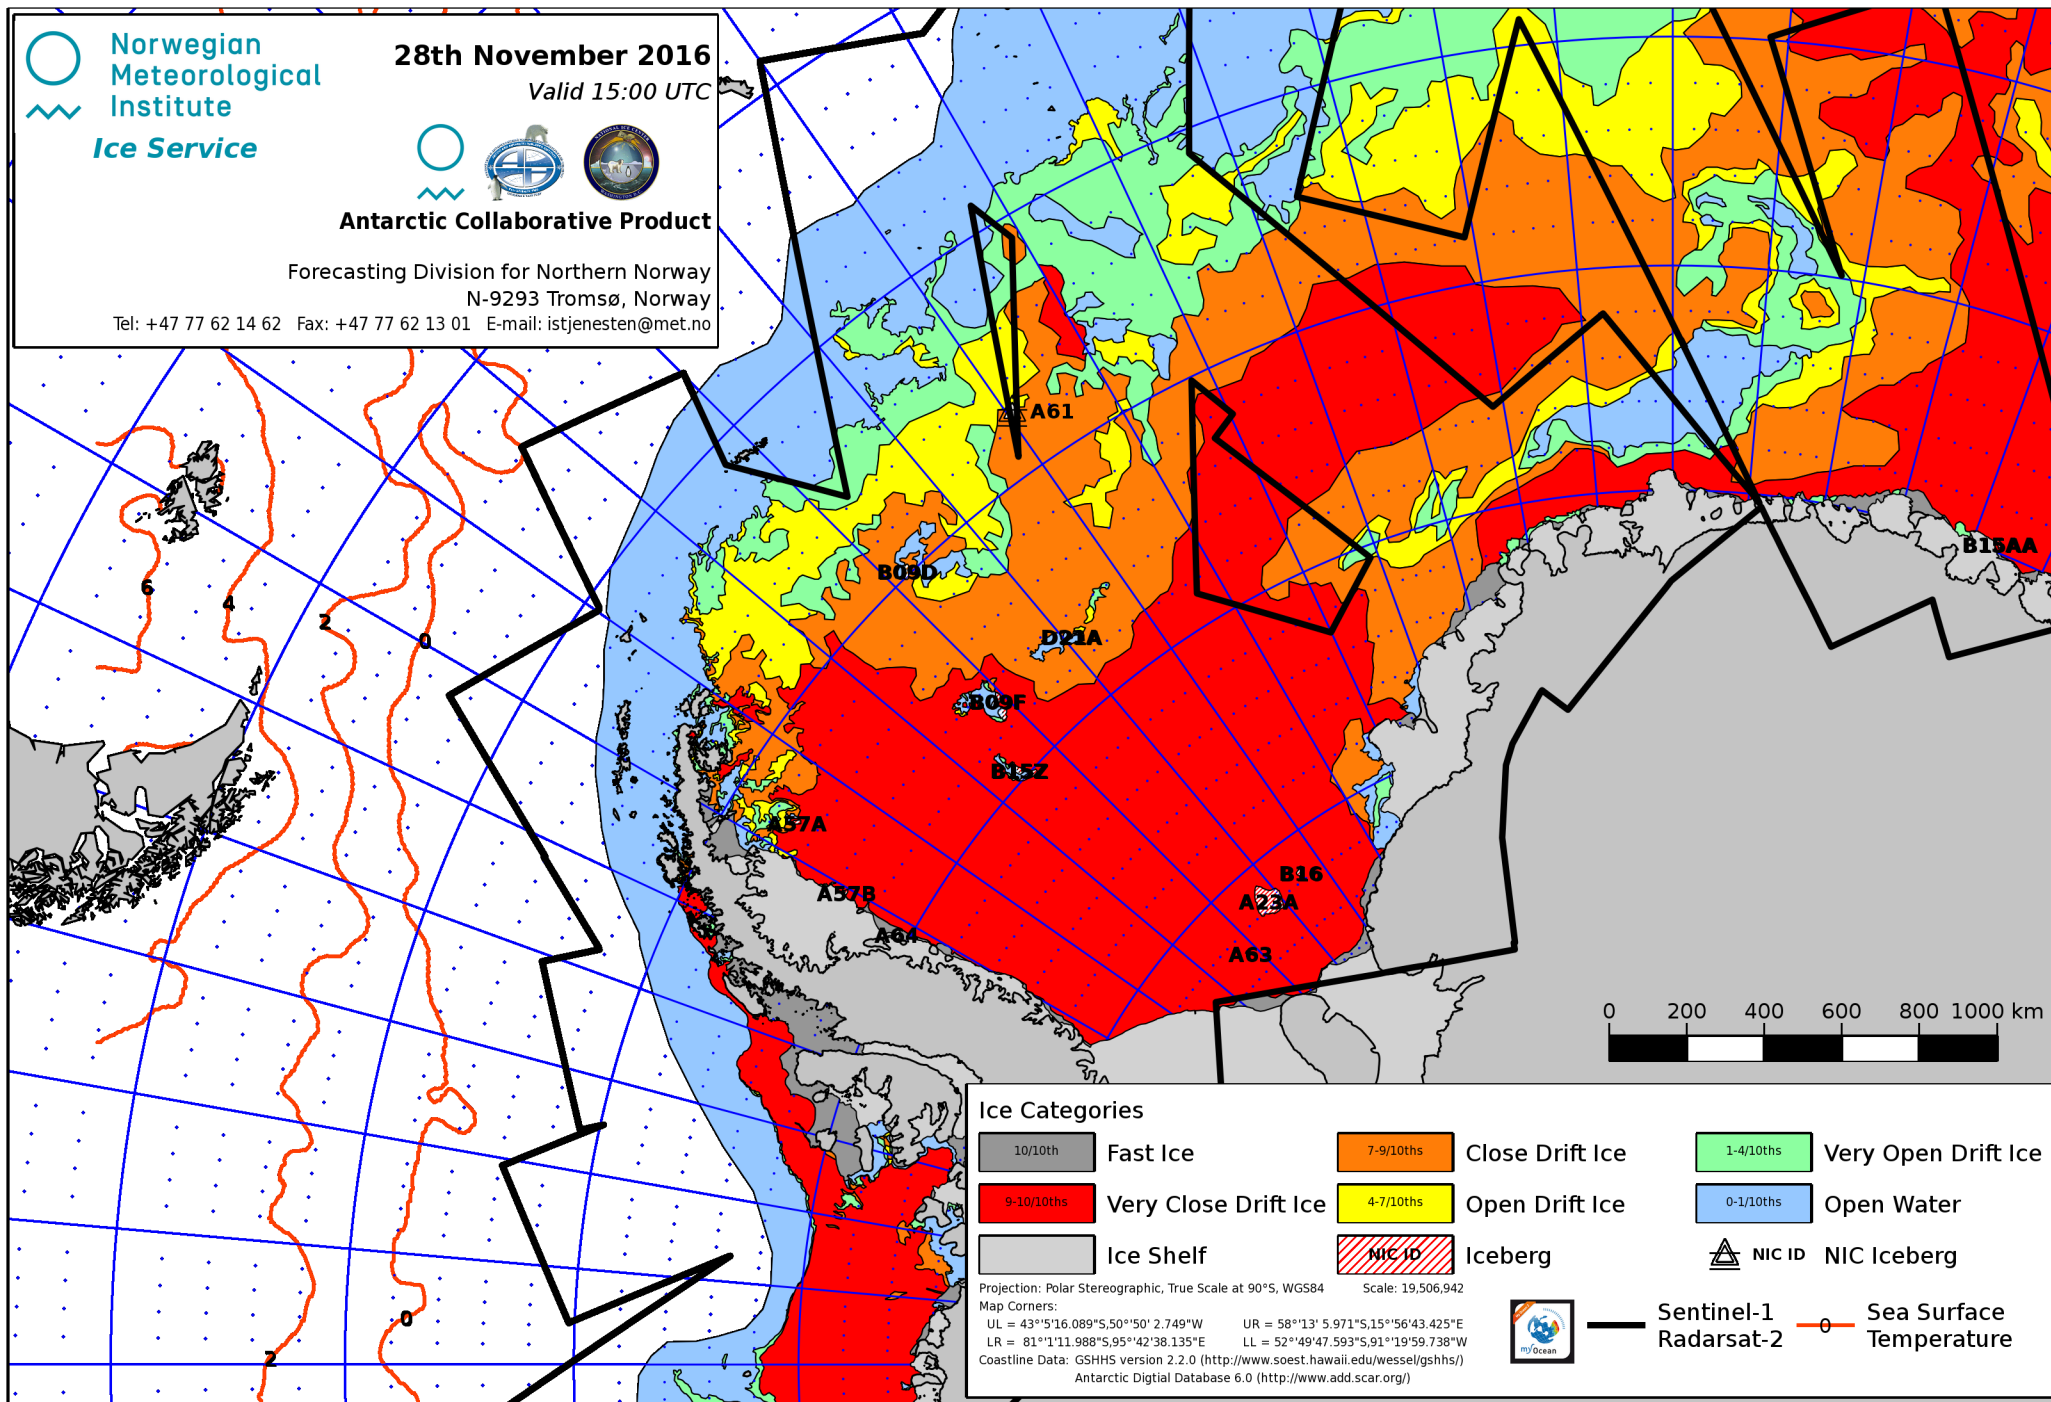 Norwegian
Meteorological
Institute
Ice Service
28th November 2016
Valid 15:00 UTC
Antarctic Collaborative Product
Forecasting Division for Northern Norway
N-9293 Tromsø, Norway
Tel: +47 77 62 14 62 Fax: +47 77 62 13 01 E-mail: istjenesten@met.no
A61
B09D
B15AA
6
4
2
0
B09F
B15Z
A57A
A57B
B16
A23A
A64
A63
0 200 400 600 800 1000 km
Ice Categories
10/10th Fast Ice
7-9/10ths Close Drift Ice
1-4/10ths Very Open Drift Ice
9-10/10ths Very Close Drift Ice
4-7/10ths Open Drift Ice
0-1/10ths Open Water
Ice Shelf
NIC ID Iceberg
NIC ID NIC Iceberg
Projection: Polar Stereographic, True Scale at 90°S, WGS84 Scale: 19,506,942
Map Corners:
UL = 43°'5'16.089"S,50°'50' 2.749"W UR = 58°'13' 5.971"S,15°'56'43.425"E
LR = 81°'1'11.988"S,95°'42'38.135"E LL = 52°'49'47.593"S,91°'19'59.738"W
Coastline Data: GSHHS version 2.2.0 (http://www.soest.hawaii.edu/wessel/gshhs/)
Antarctic Digtial Database 6.0 (http://www.add.scar.org/)
myOcean
Sentinel-1
Radarsat-2
0
Sea Surface
Temperature
0
2